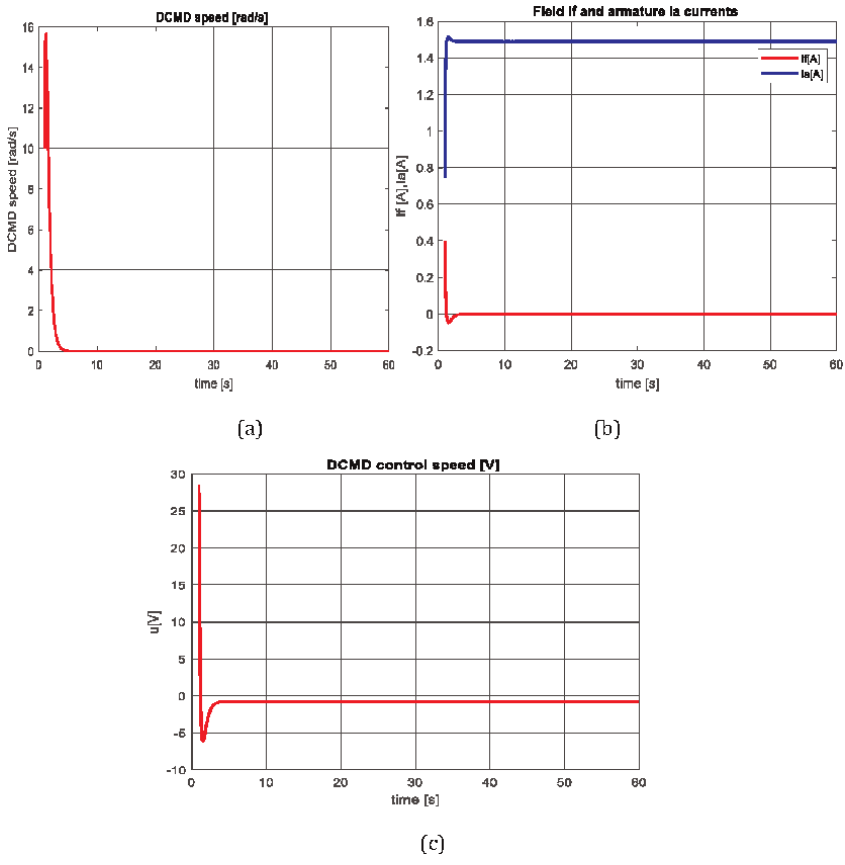 DCMD speed [rad/s]
DCMD speed [rad/s]
16
14
12
10
8
6
4
2
0
0 10 20 30 40 50 60
time [s]
Field If and armature Ia currents
If [A],Ia[A]
1.6
1.4
1.2
1
0.8
0.6
0.4
0.2
0
-0.2
If[A]
Ia[A]
0 10 20 30 40 50 60
time [s]
(a)
(b)
DCMD control speed [V]
u[V]
30
25
20
15
10
5
0
-5
-10
0 10 20 30 40 50 60
time [s]
(c)